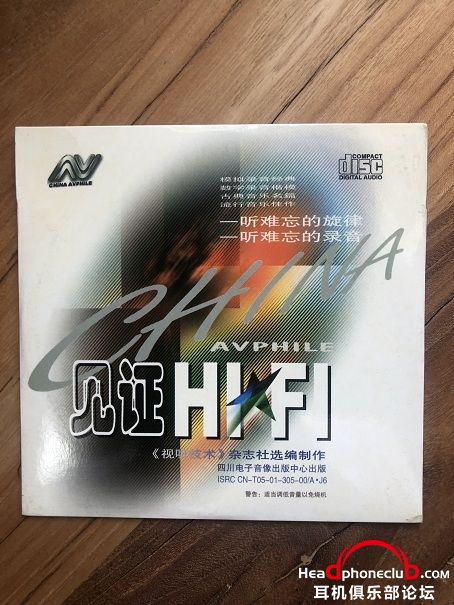 AV
CHINA AVPHILE
COMPACT
disc
DIGITAL AUDIO
模拟录音经典
数字录音楷模
古典音乐名篇
流行音乐佳作
一听难忘的旋律
一听难忘的录音
CHINA
AVPHILE
见证HI-FI
《视听技术》杂志社选编制作
四川电子音像出版中心出版
ISRC CN-T05-01-305-00/A·J6
警告：适当调低音量以免烧机
Headphoneclub.com
耳机俱乐部论坛